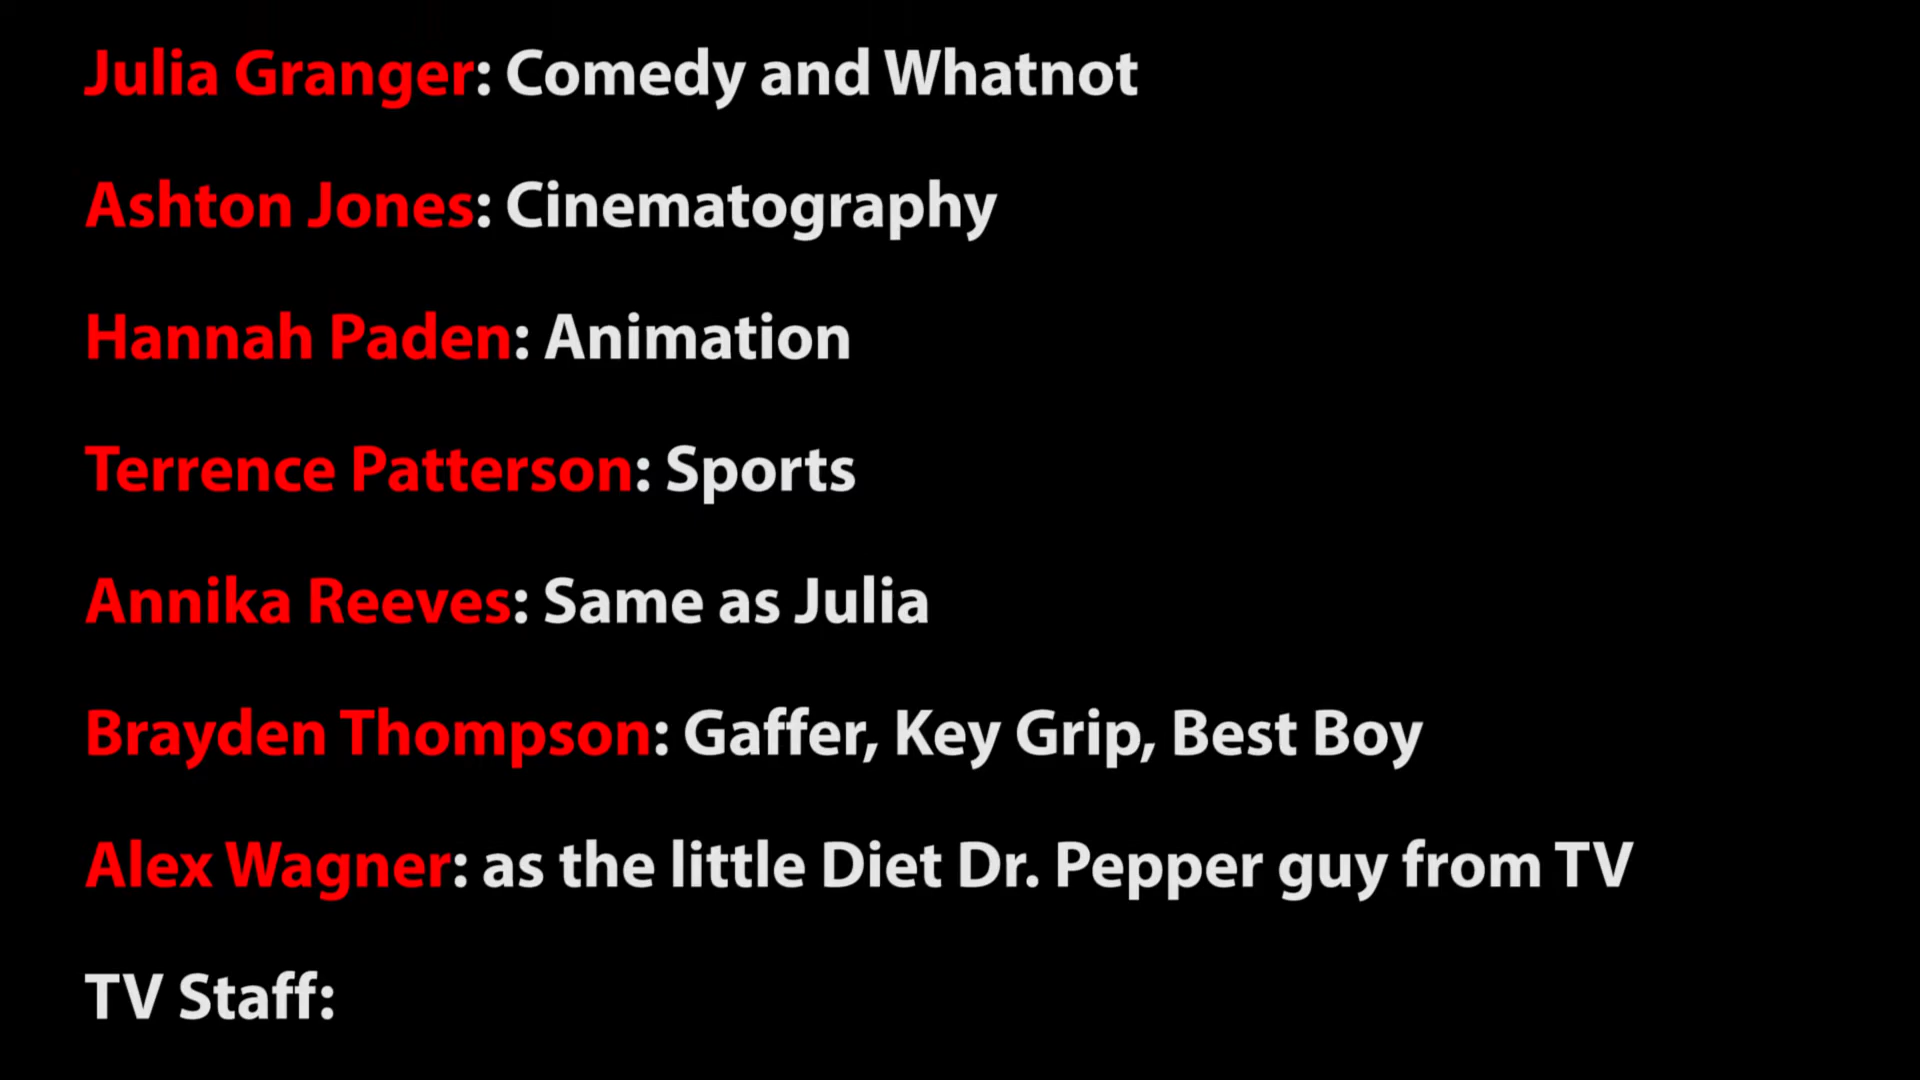 Julia Granger: Comedy and Whatnot
Ashton Jones: Cinematography
Hannah Paden: Animation
Terrence Patterson: Sports
Annika Reeves: Same as Julia
Brayden Thompson: Gaffer, Key Grip, Best Boy
Alex Wagner: as the little Diet Dr. Pepper guy from TV
TV Staff: